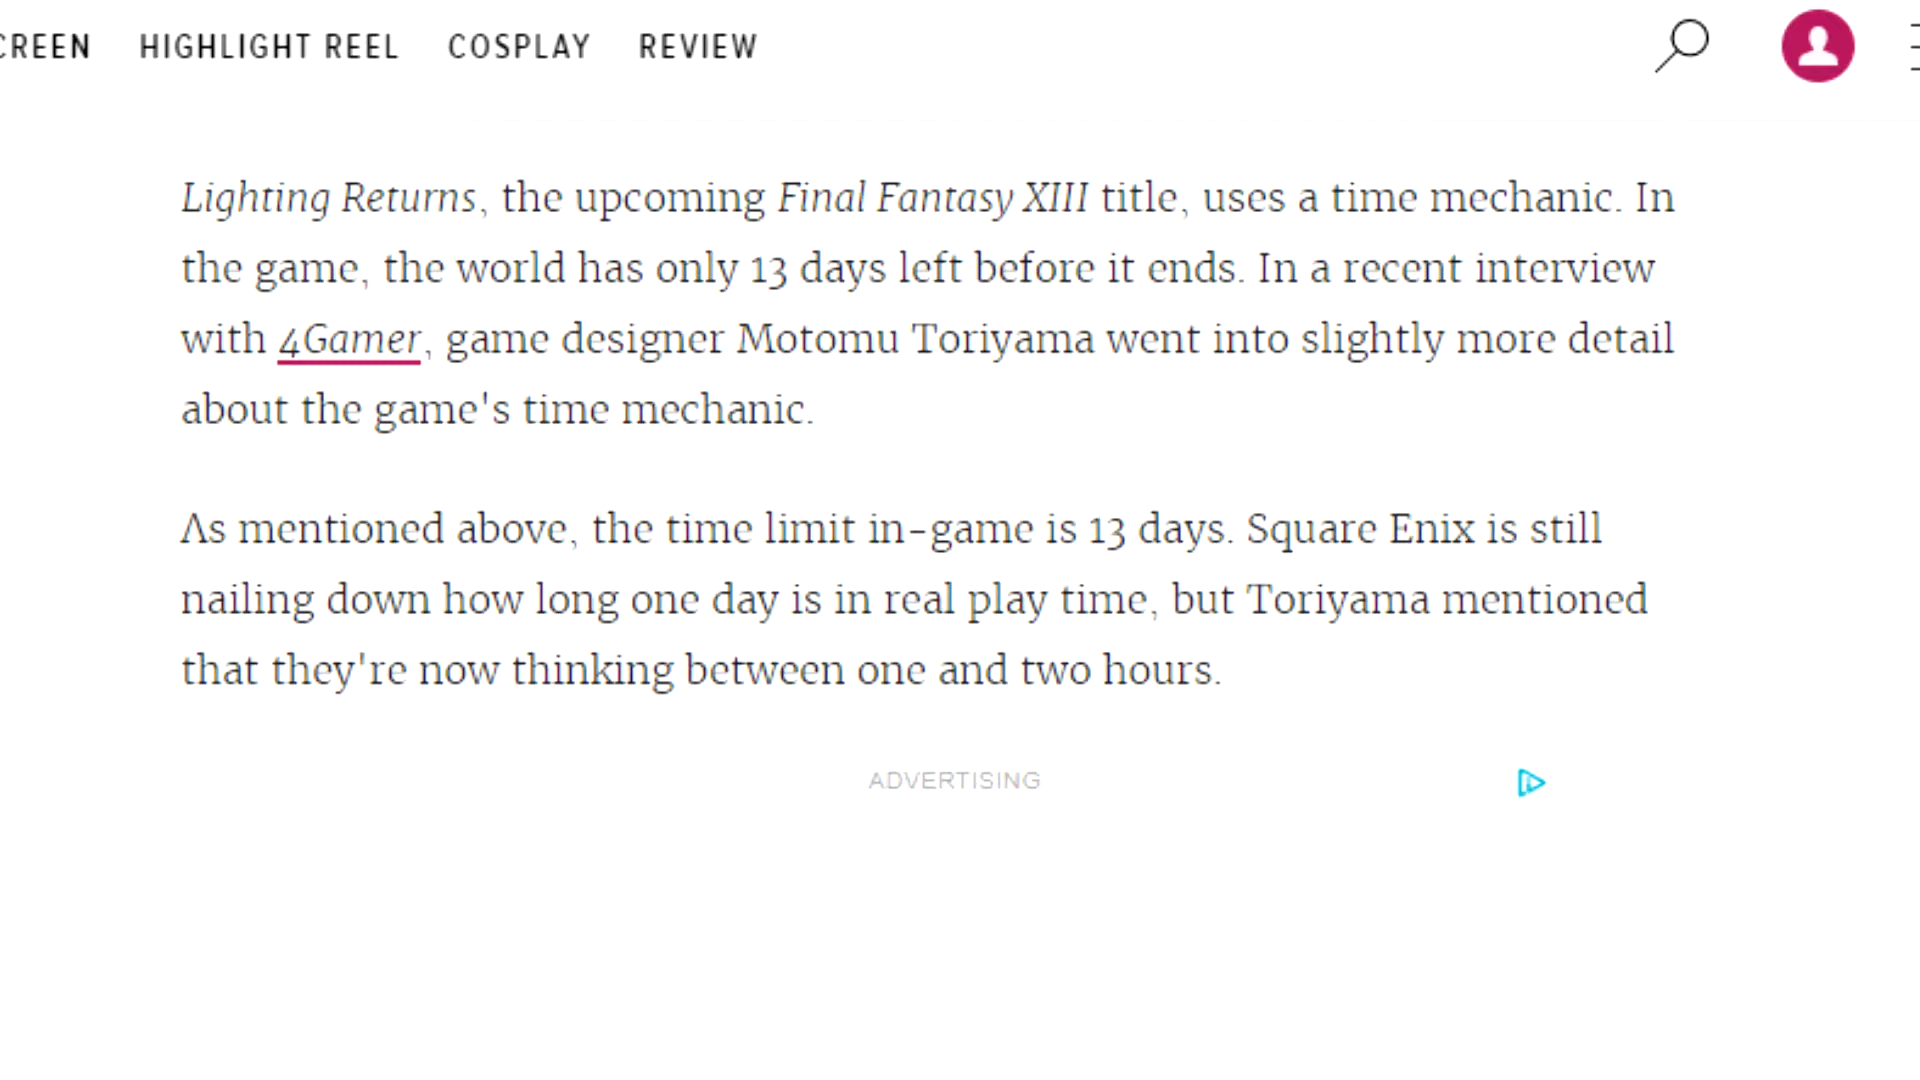 CREEN HIGHLIGHT REEL COSPLAY REVIEW
Lighting Returns, the upcoming Final Fantasy XIII title, uses a time mechanic. In
the game, the world has only 13 days left before it ends. In a recent interview
with 4Gamer, game designer Motomu Toriyama went into slightly more detail
about the game's time mechanic.
As mentioned above, the time limit in-game is 13 days. Square Enix is still
nailing down how long one day is in real play time, but Toriyama mentioned
that they're now thinking between one and two hours.
ADVERTISING